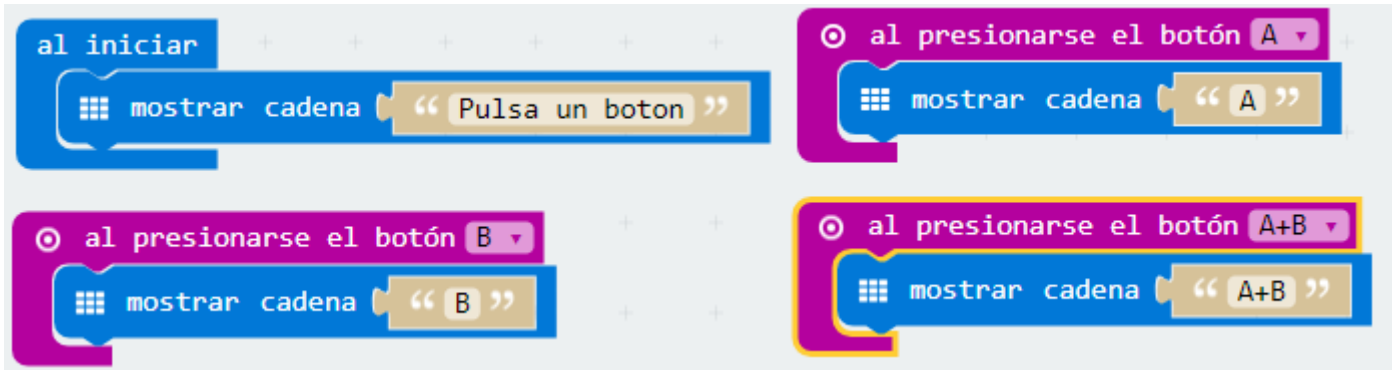 al iniciar
mostrar cadena “ Pulsa un boton ”
al presionarse el botón A
mostrar cadena “ A ”
al presionarse el botón B
mostrar cadena “ B ”
al presionarse el botón A+B
mostrar cadena “ A+B ”